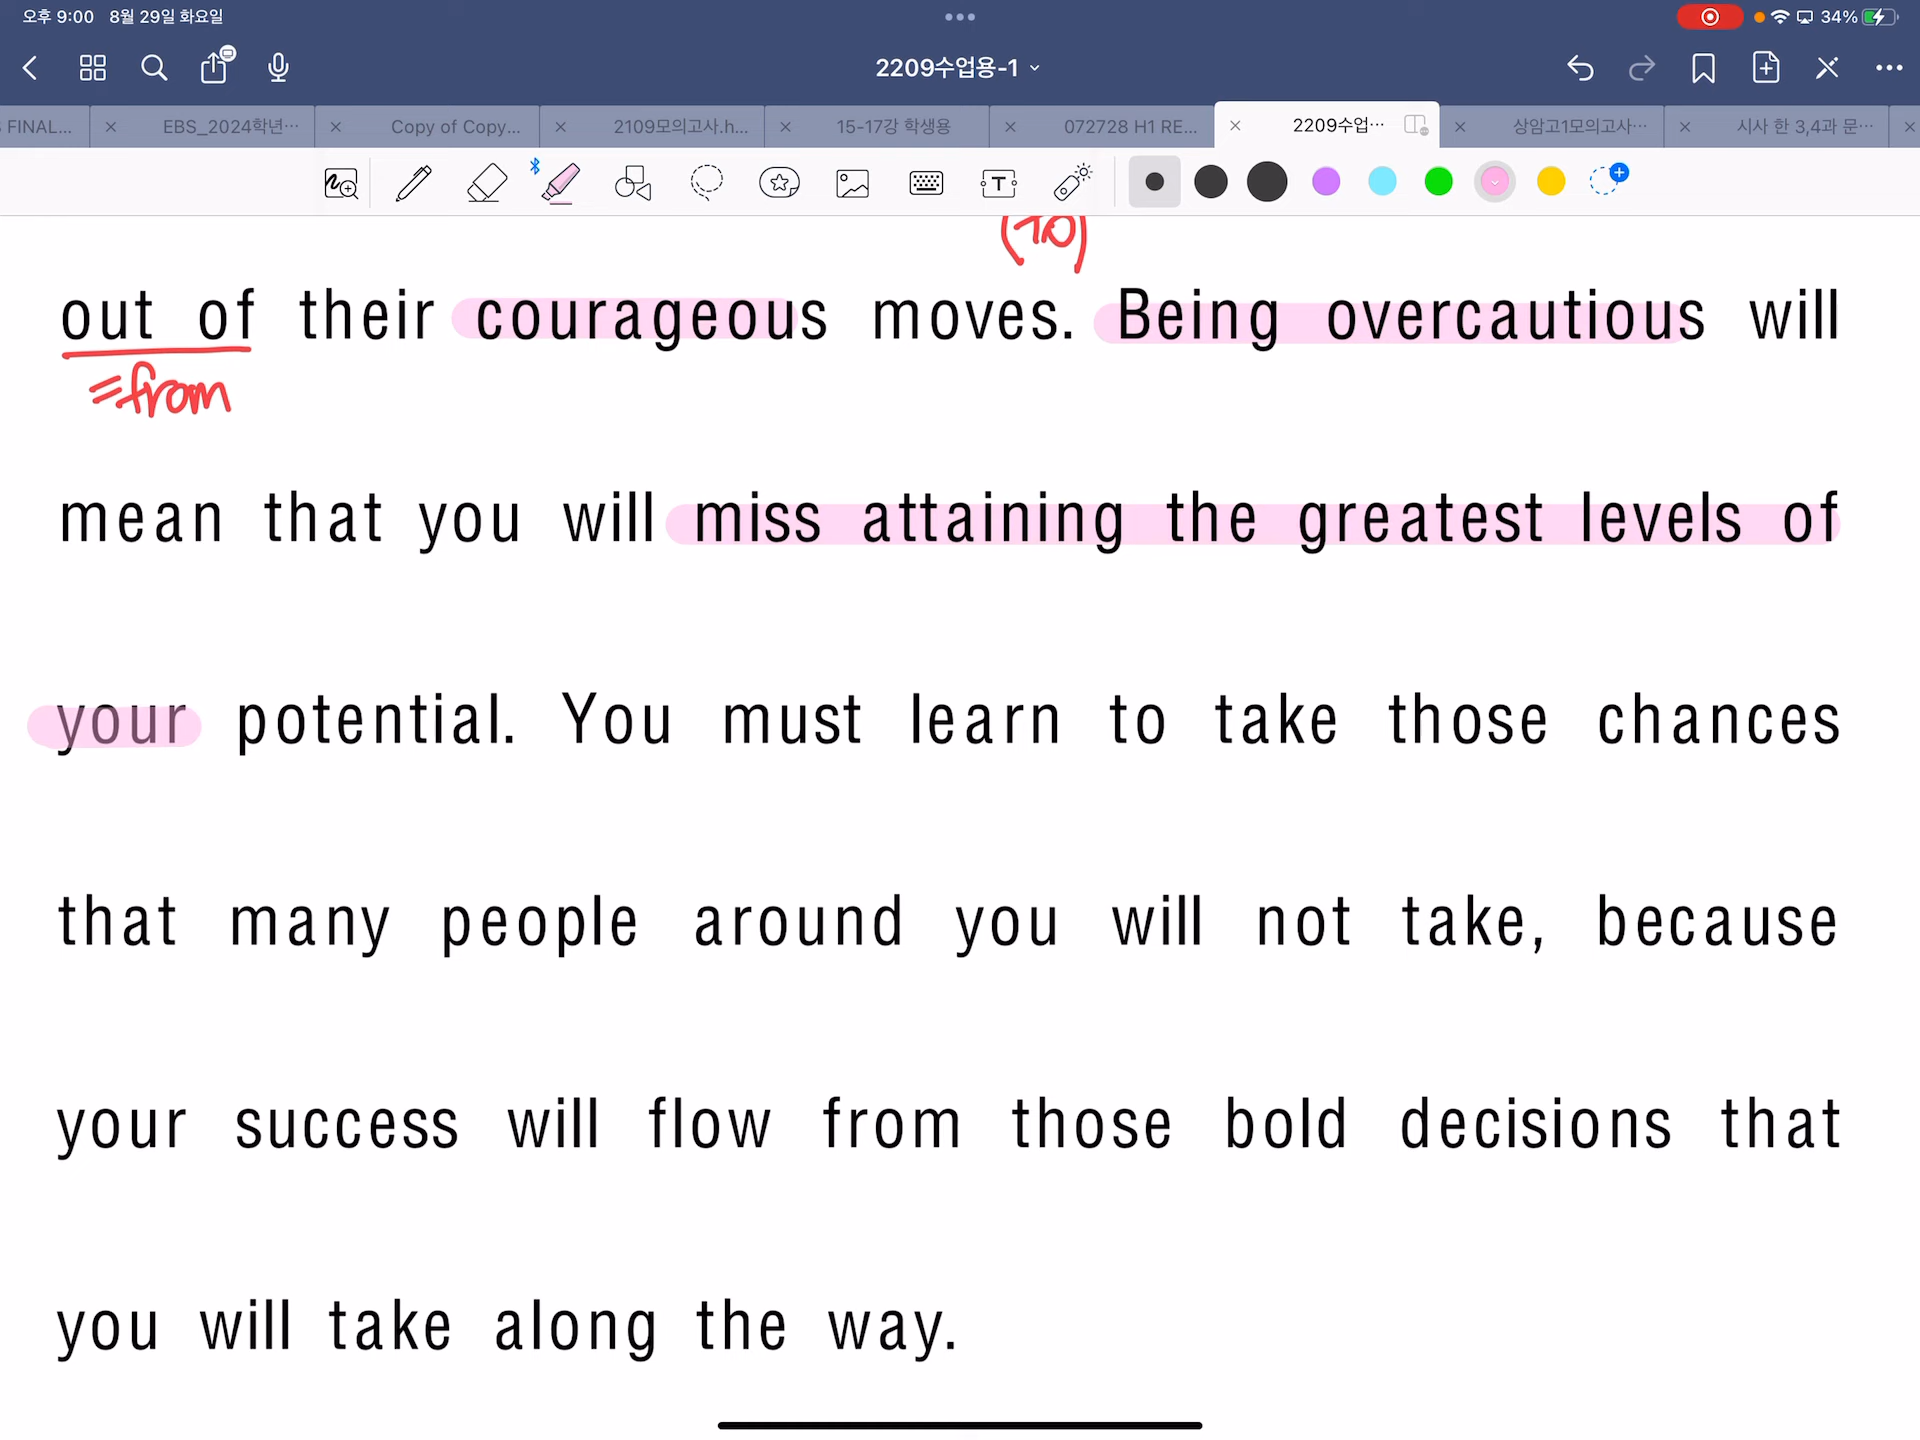 오후 9:00 8월 29일 화요일
34%
2209수업용-1
FINAL...
EBS_2024학년…
Copy of Copy...
2109모의고사.h...
15-17강 학생용
072728 H1 RE...
2209수업…
상암고1모의고사…
시사 한 3,4과 문…
(to)
out of their courageous moves. Being overcautious will
=from
mean that you will miss attaining the greatest levels of
your potential. You must learn to take those chances
that many people around you will not take, because
your success will flow from those bold decisions that
you will take along the way.